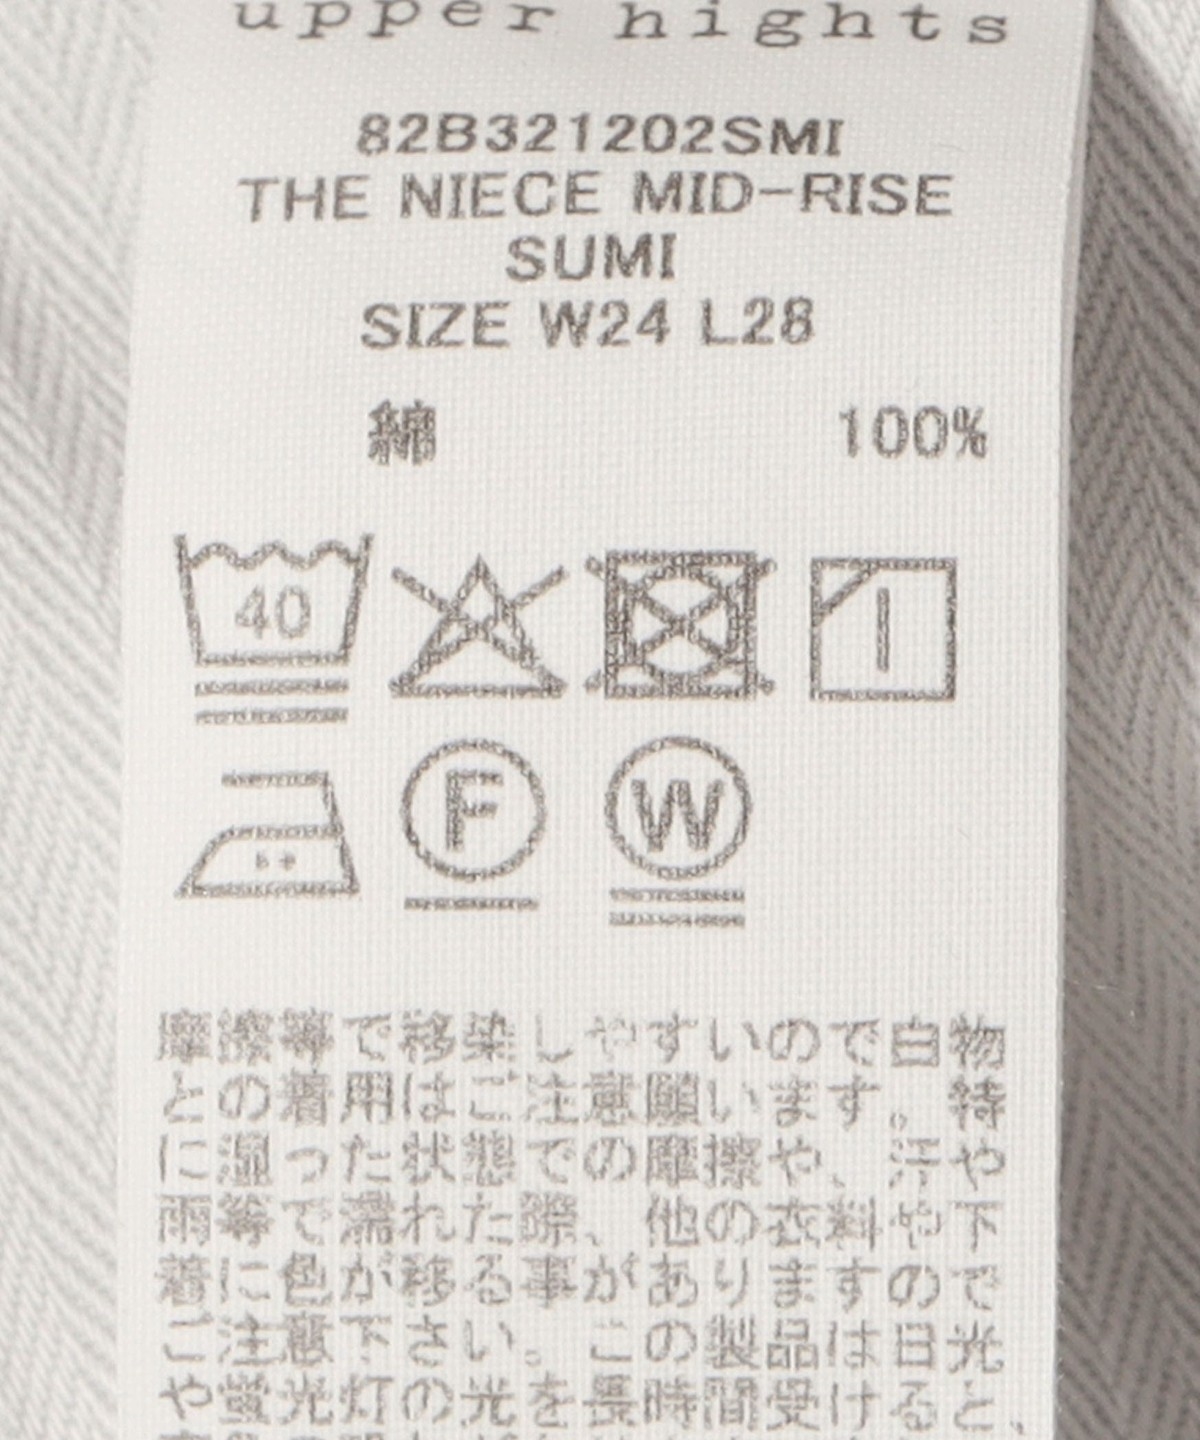 upper hights
82B321202SMI
THE NIECE MID-RISE
SUMI
SIZE W24 L28
綿 100%
40
F W
摩擦等で移染しやすいので白物
との着用はご注意願います。特
に湿った状態での摩擦や、汗や
雨等で濡れた際、他の衣料や下
着に色が移る事がありますので
ご注意下さい。この製品は日光
や蛍光灯の光を長時間受けると、